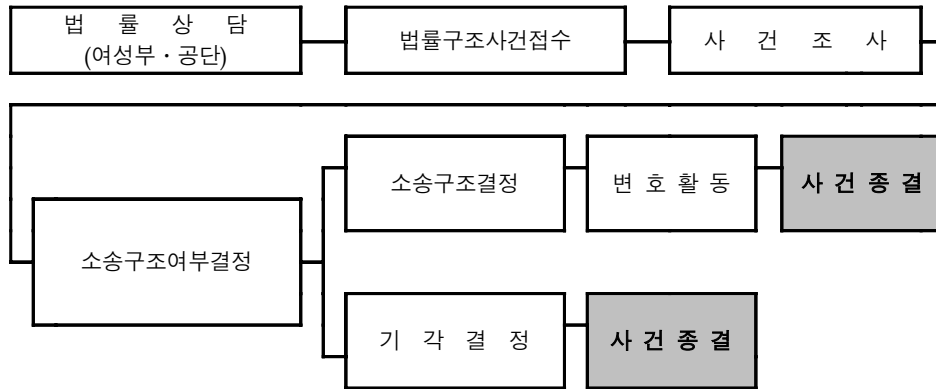 법 률 상 담
(여성부・공단)
법률구조사건접수
사 건 조 사
소송구조여부결정
소송구조결정
변 호 활 동
사 건 종 결
기 각 결 정
사 건 종 결